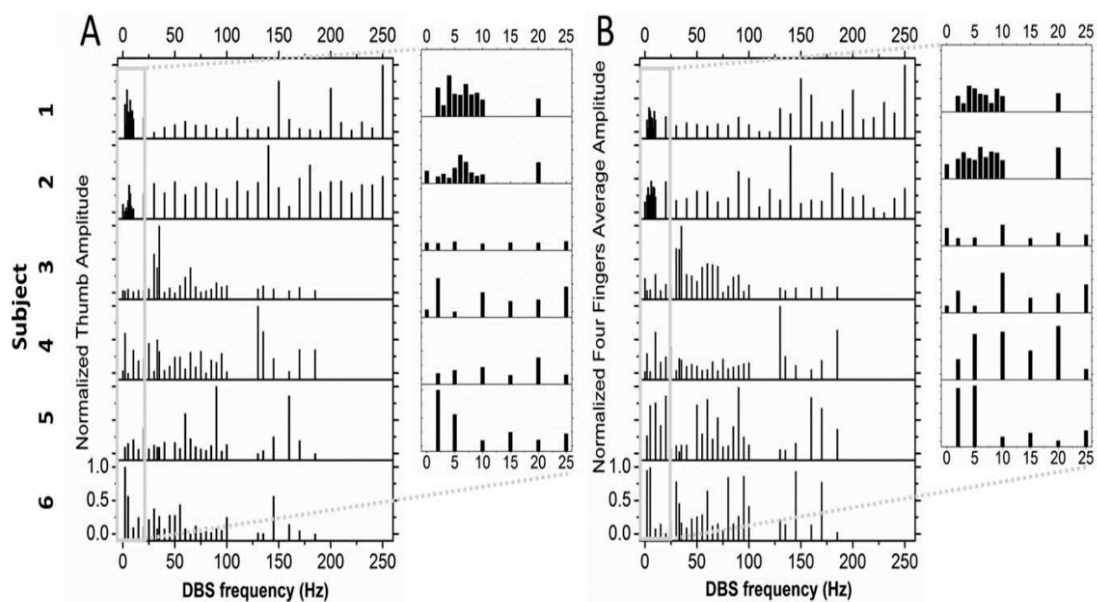 A
B
0 50 100 150 200 250
0 5 10 15 20 25
0 50 100 150 200 250
0 5 10 15 20 25
Subject
1
2
3
4
5
6
Normalized Thumb Amplitude
1.0
0.5
0.0
0 5 10 15 20 25
0 50 100 150 200 250
DBS frequency (Hz)
Normalized Four Fingers Average Amplitude
1.0
0.5
0.0
0 5 10 15 20 25
0 50 100 150 200 250
DBS frequency (Hz)